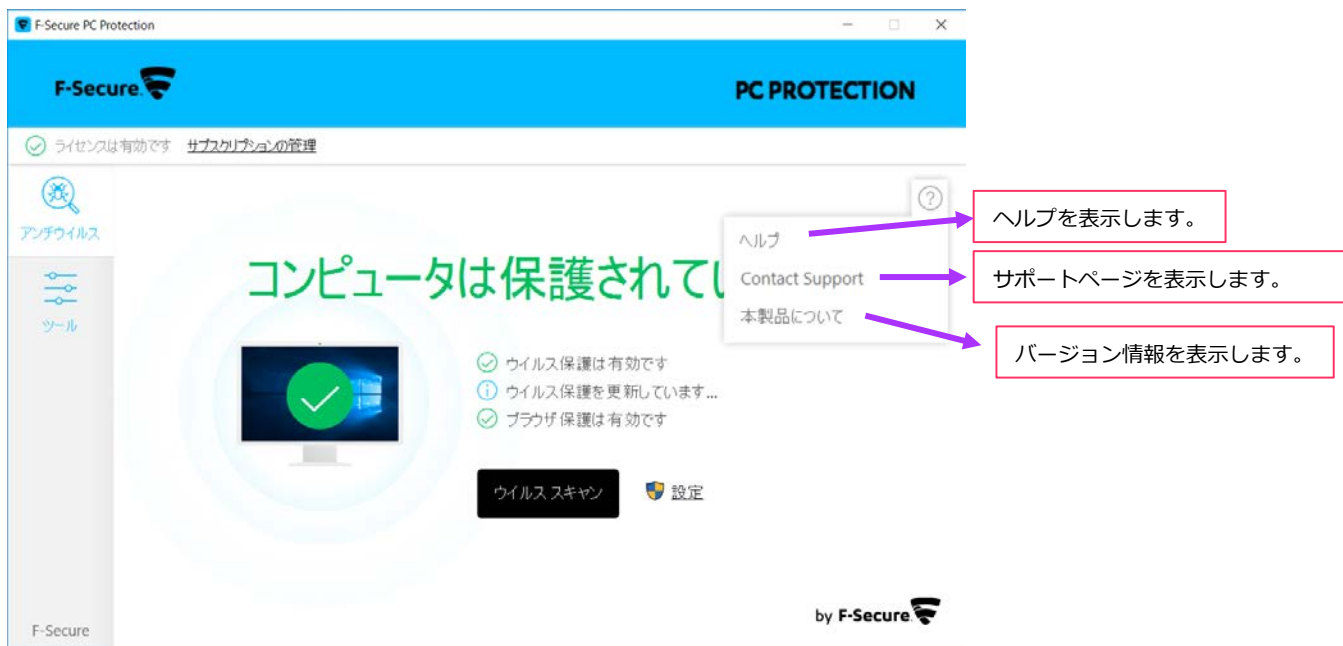 F-Secure PC Protection
F-Secure
PC PROTECTION
ライセンスは有効です サブスクリプションの管理
アンチウイルス
ツール
コンピュータは保護されてい
ヘルプ
Contact Support
本製品について
ヘルプを表示します。
サポートページを表示します。
バージョン情報を表示します。
ウイルス保護は有効です
ウイルス保護を更新しています...
ブラウザ保護は有効です
ウイルス スキャン
設定
by F-Secure
F-Secure